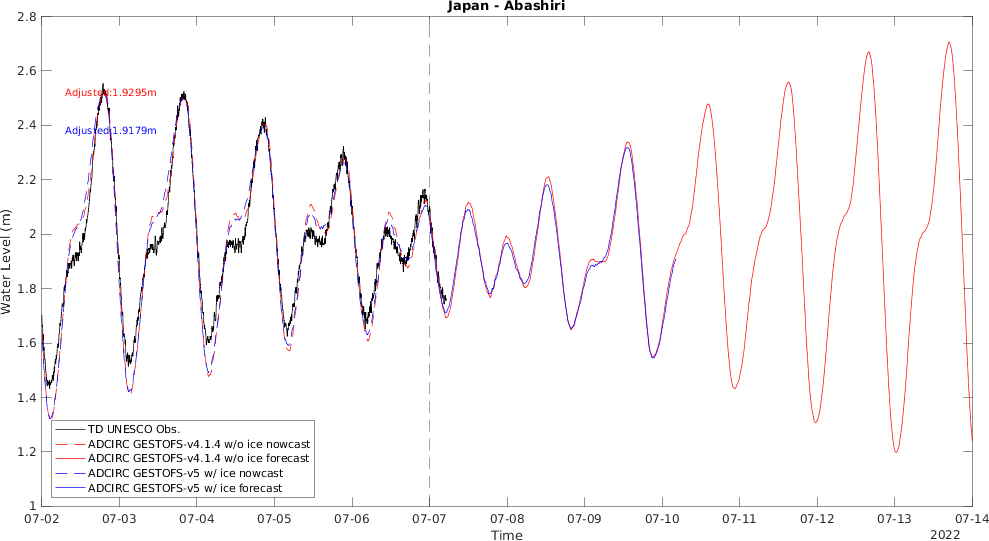 Japan - Abashiri
2.8
2.6
2.4
2.2
2
1.8
1.6
1.4
1.2
1
Water Level (m)
Adjusted:1.9295m
Adjusted:1.9179m
TD UNESCO Obs.
ADCIRC GESTOFS-v4.1.4 w/o ice nowcast
ADCIRC GESTOFS-v4.1.4 w/o ice forecast
ADCIRC GESTOFS-v5 w/ ice nowcast
ADCIRC GESTOFS-v5 w/ ice forecast
07-02 07-03 07-04 07-05 07-06 07-07 07-08 07-09 07-10 07-11 07-12 07-13 07-14
Time
2022